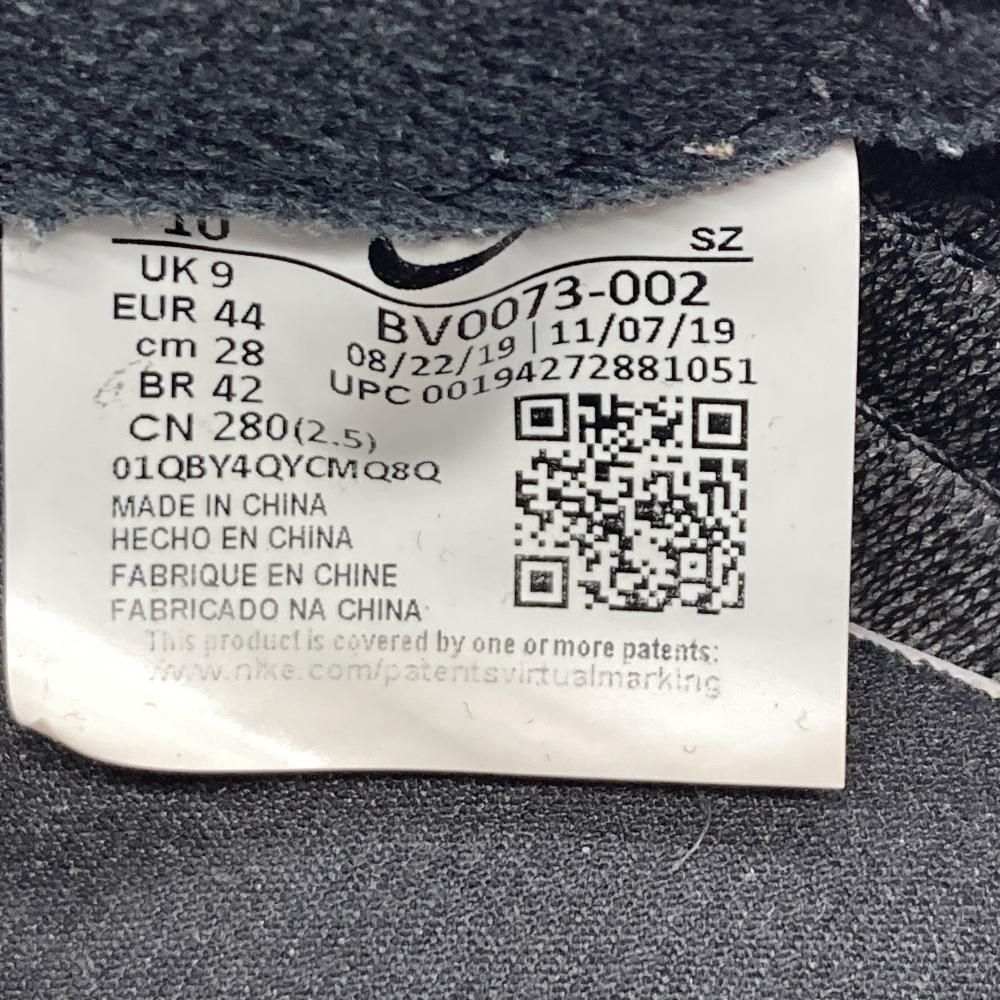 10
SZ
UK 9
EUR 44
cm 28
BR 42
CN 280(2.5)
BV0073-002
08/22/19 | 11/07/19
UPC 00194272881051
01QBY4QYCMQ8Q
MADE IN CHINA
HECHO EN CHINA
FABRIQUE EN CHINE
FABRICADO NA CHINA
This product is covered by one or more patents:
www.nike.com/patentsvirtualmarking